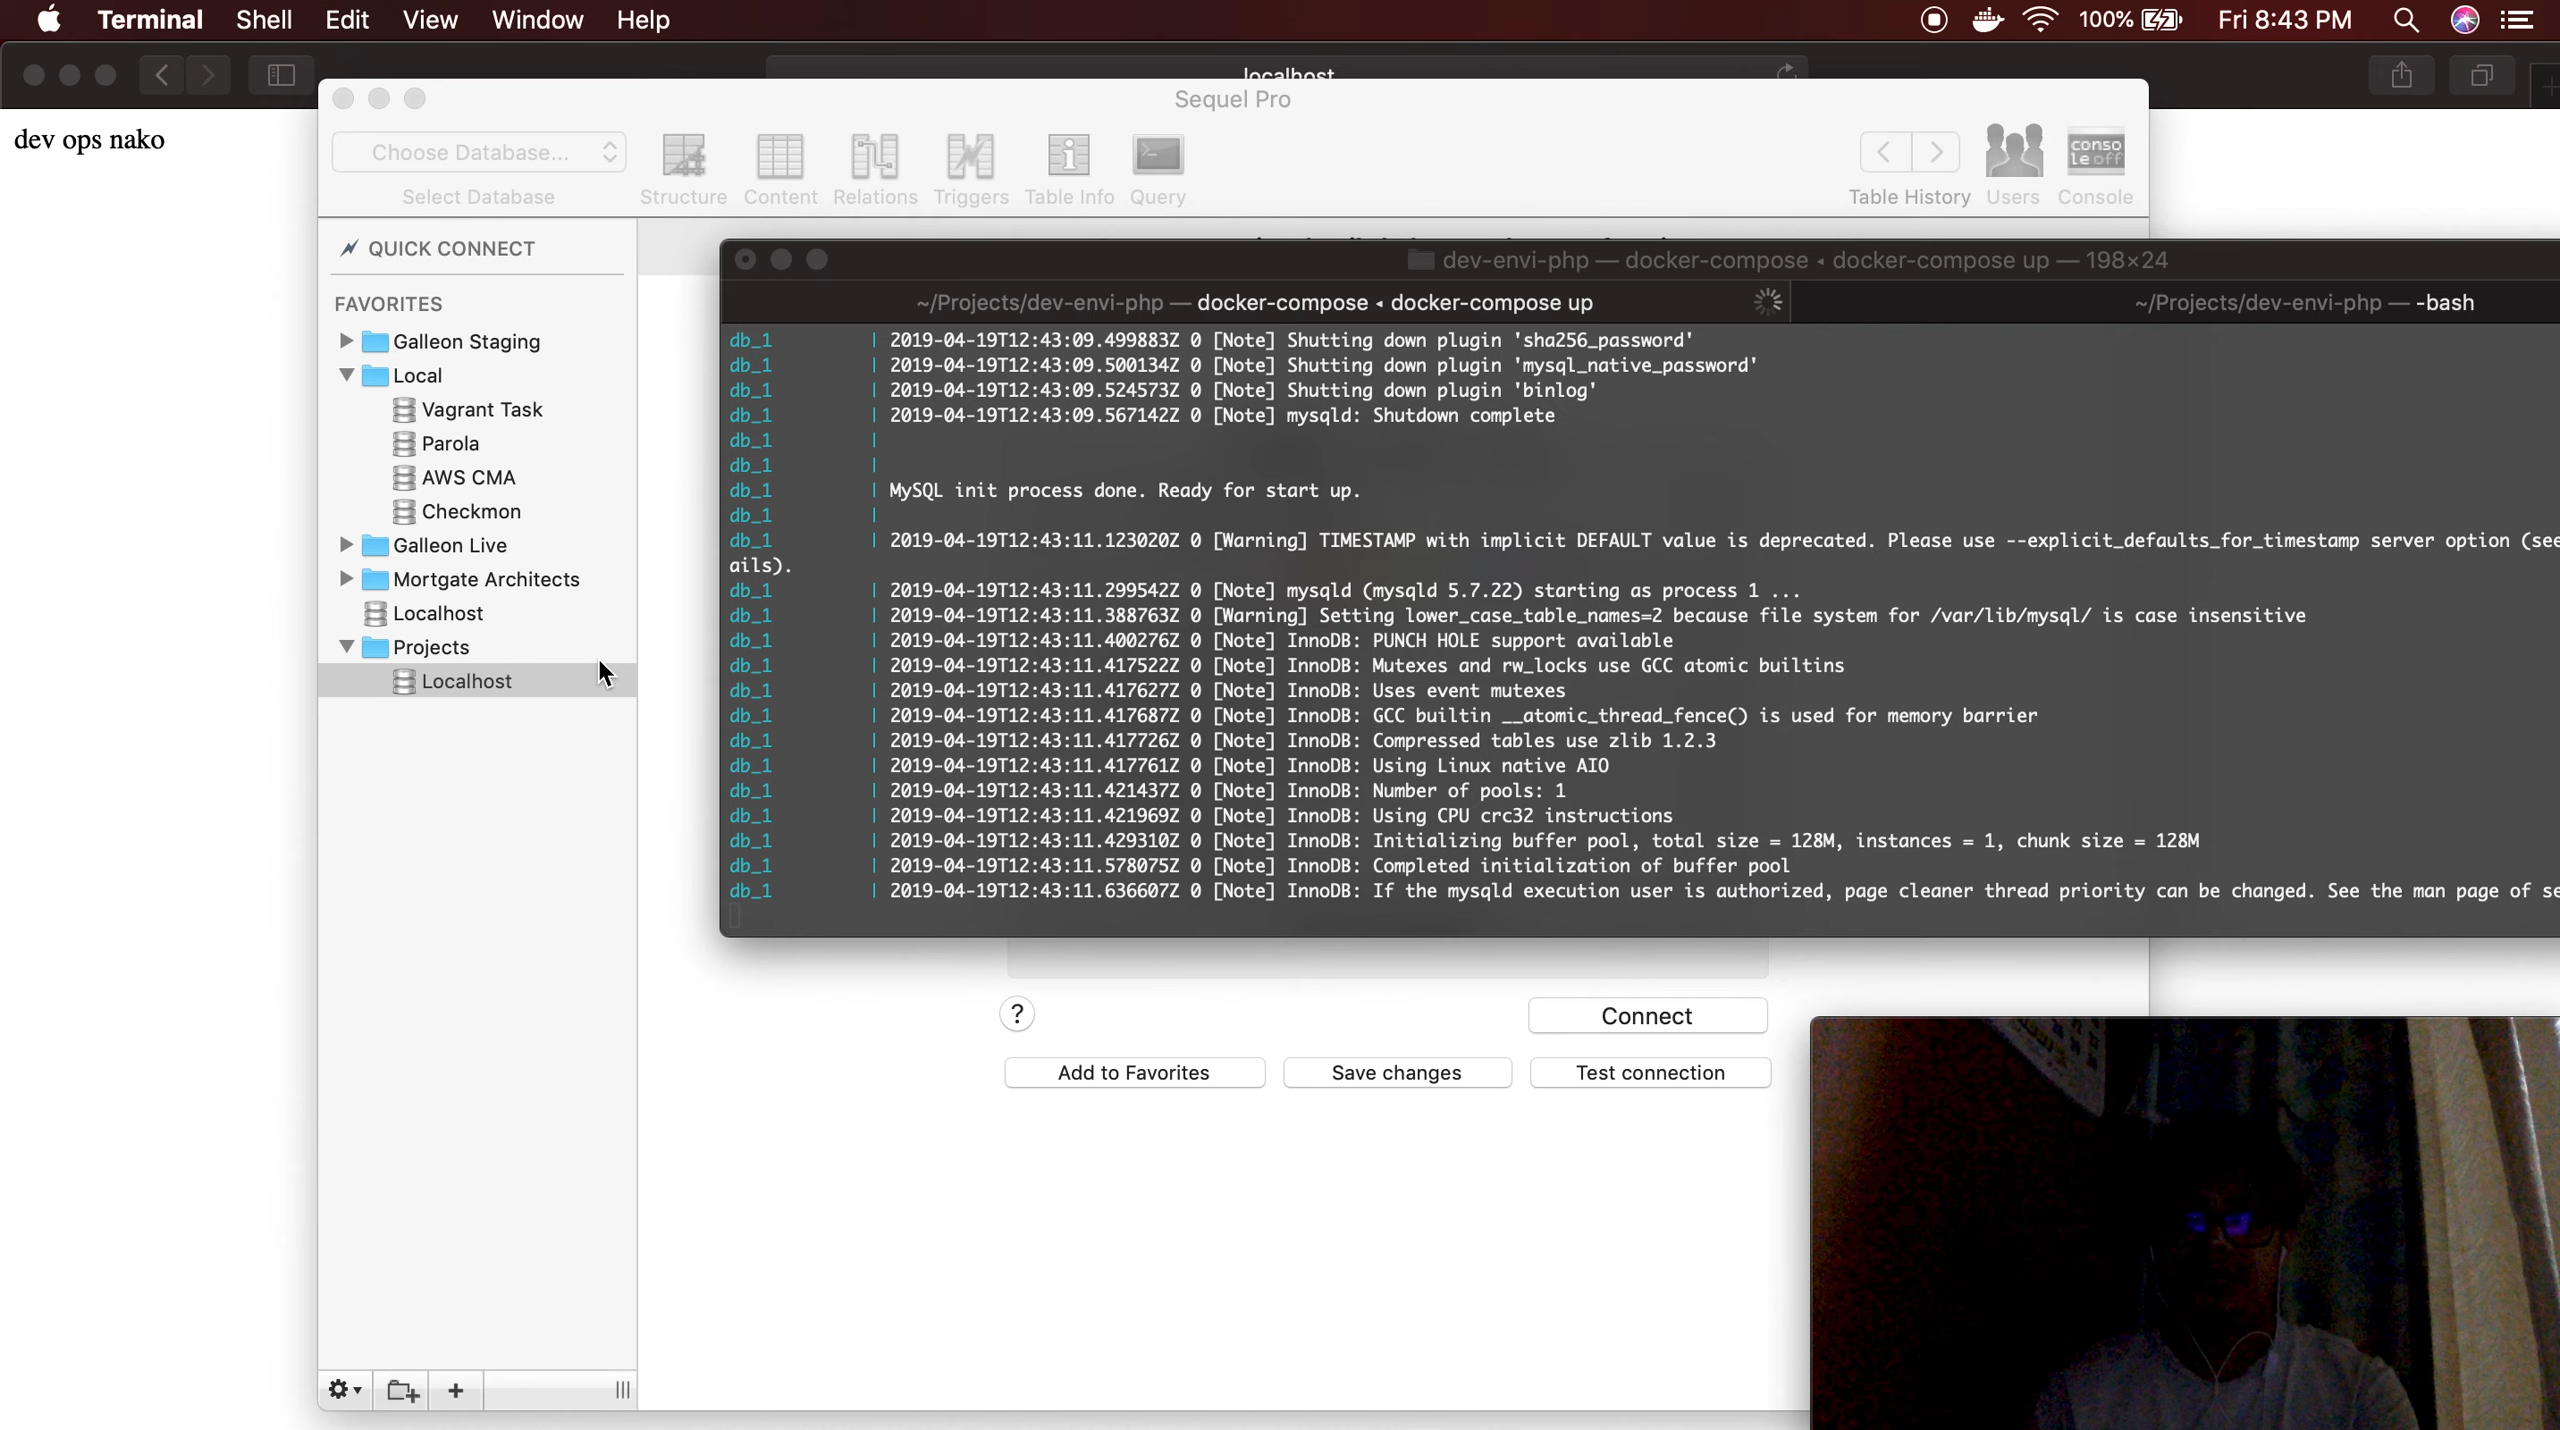 Terminal Shell Edit View Window Help 100% Fri 8:43 PM
localhost
dev ops nako
Sequel Pro
Choose Database...
Select Database Structure Content Relations Triggers Table Info Query Table History Users Console
conso
le off
QUICK CONNECT
FAVORITES
Galleon Staging
Local
Vagrant Task
Parola
AWS CMA
Checkmon
Galleon Live
Mortgate Architects
Localhost
Projects
Localhost
dev-envi-php — docker-compose ◂ docker-compose up — 198×24
~/Projects/dev-envi-php — docker-compose ◂ docker-compose up
~/Projects/dev-envi-php — -bash
db_1 | 2019-04-19T12:43:09.499883Z 0 [Note] Shutting down plugin 'sha256_password'
db_1 | 2019-04-19T12:43:09.500134Z 0 [Note] Shutting down plugin 'mysql_native_password'
db_1 | 2019-04-19T12:43:09.524573Z 0 [Note] Shutting down plugin 'binlog'
db_1 | 2019-04-19T12:43:09.567142Z 0 [Note] mysqld: Shutdown complete
db_1 |
db_1 |
db_1 | MySQL init process done. Ready for start up.
db_1 |
db_1 | 2019-04-19T12:43:11.123020Z 0 [Warning] TIMESTAMP with implicit DEFAULT value is deprecated. Please use --explicit_defaults_for_timestamp server option (see
ails).
db_1 | 2019-04-19T12:43:11.299542Z 0 [Note] mysqld (mysqld 5.7.22) starting as process 1 ...
db_1 | 2019-04-19T12:43:11.388763Z 0 [Warning] Setting lower_case_table_names=2 because file system for /var/lib/mysql/ is case insensitive
db_1 | 2019-04-19T12:43:11.400276Z 0 [Note] InnoDB: PUNCH HOLE support available
db_1 | 2019-04-19T12:43:11.417522Z 0 [Note] InnoDB: Mutexes and rw_locks use GCC atomic builtins
db_1 | 2019-04-19T12:43:11.417627Z 0 [Note] InnoDB: Uses event mutexes
db_1 | 2019-04-19T12:43:11.417687Z 0 [Note] InnoDB: GCC builtin __atomic_thread_fence() is used for memory barrier
db_1 | 2019-04-19T12:43:11.417726Z 0 [Note] InnoDB: Compressed tables use zlib 1.2.3
db_1 | 2019-04-19T12:43:11.417761Z 0 [Note] InnoDB: Using Linux native AIO
db_1 | 2019-04-19T12:43:11.421437Z 0 [Note] InnoDB: Number of pools: 1
db_1 | 2019-04-19T12:43:11.421969Z 0 [Note] InnoDB: Using CPU crc32 instructions
db_1 | 2019-04-19T12:43:11.429310Z 0 [Note] InnoDB: Initializing buffer pool, total size = 128M, instances = 1, chunk size = 128M
db_1 | 2019-04-19T12:43:11.578075Z 0 [Note] InnoDB: Completed initialization of buffer pool
db_1 | 2019-04-19T12:43:11.636607Z 0 [Note] InnoDB: If the mysqld execution user is authorized, page cleaner thread priority can be changed. See the man page of se
? Connect
Add to Favorites Save changes Test connection